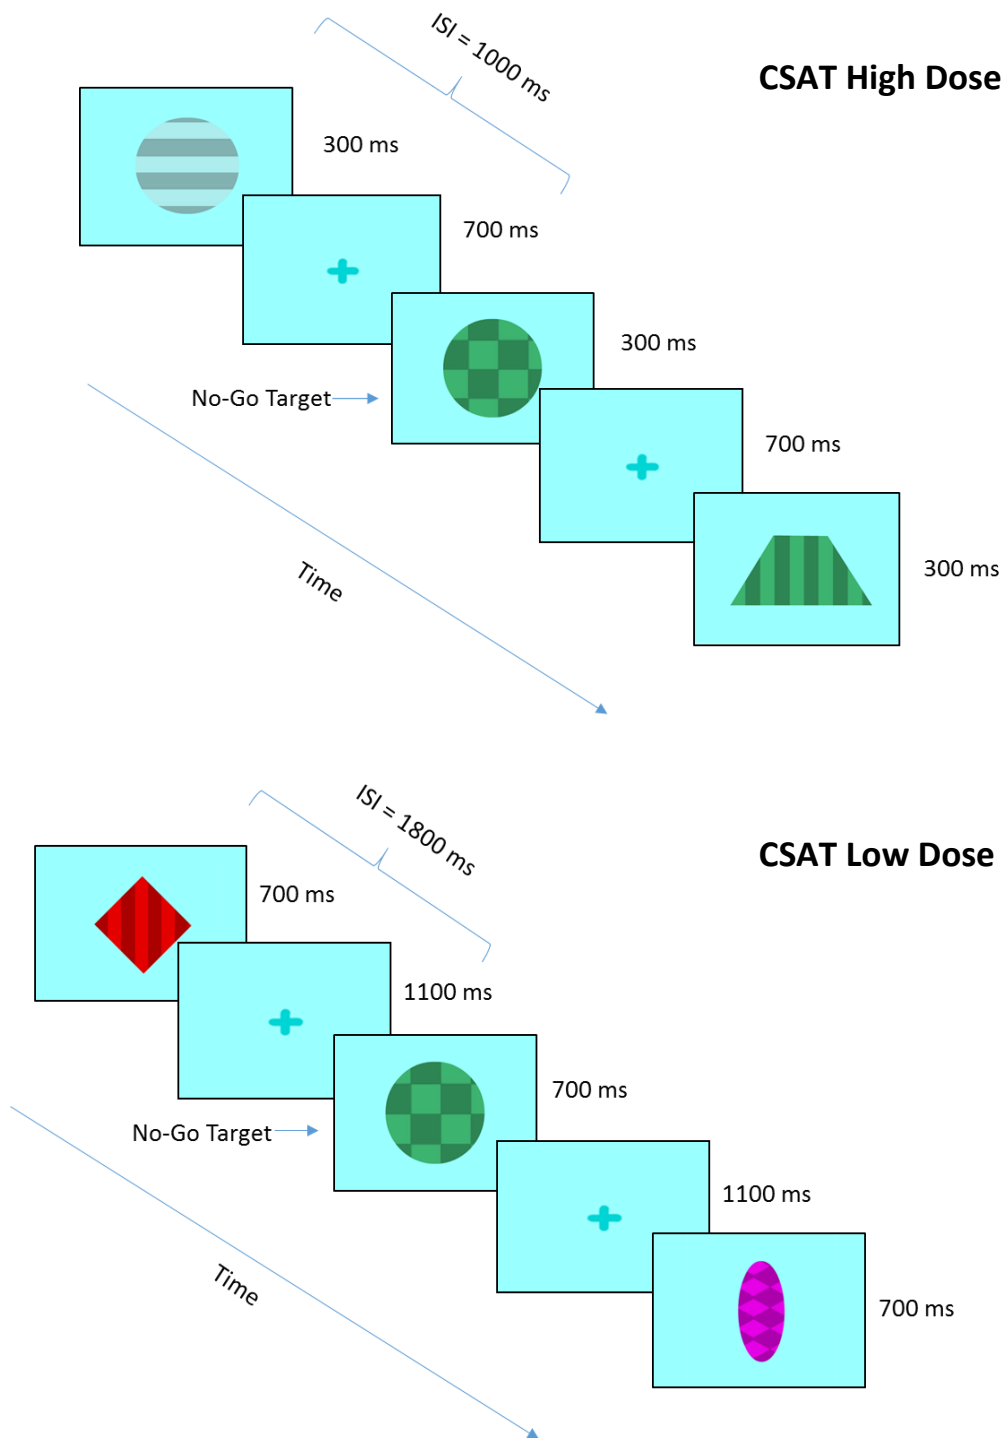 ISI = 1000 ms
CSAT High Dose
300 ms
700 ms
300 ms
No-Go Target
700 ms
300 ms
Time
ISI = 1800 ms
CSAT Low Dose
700 ms
1100 ms
700 ms
No-Go Target
1100 ms
Time
700 ms